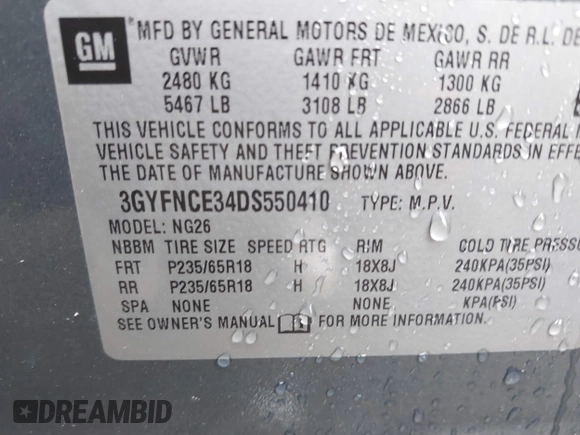 GM
MFD BY GENERAL MOTORS DE MEXICO, S. DE R.L. DE
GVWR GAWR FRT GAWR RR
2480 KG 1410 KG 1300 KG
5467 LB 3108 LB 2866 LB
THIS VEHICLE CONFORMS TO ALL APPLICABLE U.S. FEDERAL
VEHICLE SAFETY AND THEFT PREVENTION STANDARDS IN EFFE
THE DATE OF MANUFACTURE SHOWN ABOVE.
3GYFNCE34DS550410 TYPE: M.P.V.
MODEL: NG26
NBBM TIRE SIZE SPEED RTG RIM COLD TIRE PRESSU
FRT P235/65R18 H 18X8J 240KPA(35PSI)
RR P235/65R18 H 18X8J 240KPA(35PSI)
SPA NONE NONE KPA(PSI)
SEE OWNER'S MANUAL FOR MORE INFORMATION.
DREAMBID